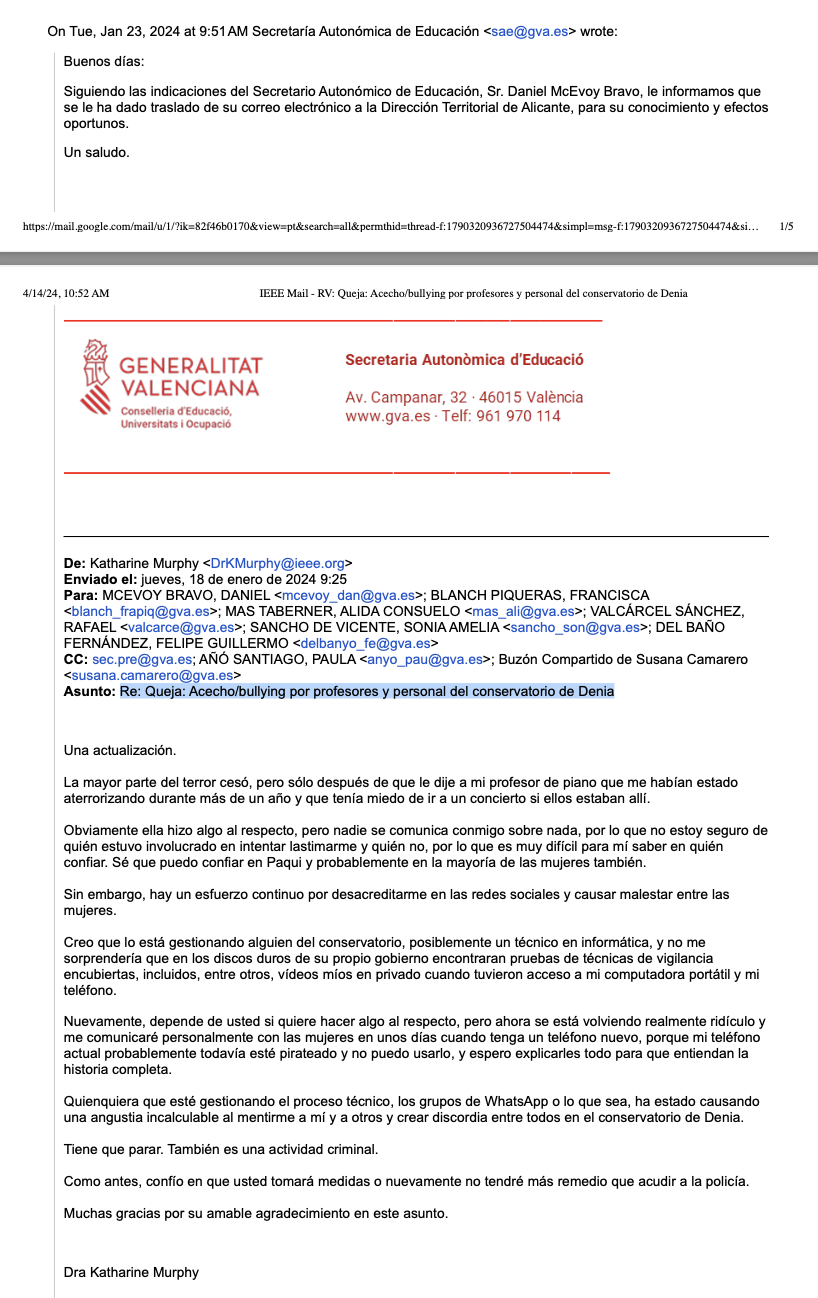 On Tue, Jan 23, 2024 at 9:51 AM Secretaría Autonómica de Educación <sae@gva.es> wrote:
Buenos días:
Siguiendo las indicaciones del Secretario Autonómico de Educación, Sr. Daniel McEvoy Bravo, le informamos que
se le ha dado traslado de su correo electrónico a la Dirección Territorial de Alicante, para su conocimiento y efectos
oportunos.
Un saludo.
https://mail.google.com/mail/u/1/?ik=82f46b0170&view=pt&search=all&permthid=thread-f:1790320936727504474&simpl=msg-f:1790320936727504474&si… 1/5
4/14/24, 10:52 AM IEEE Mail - RV: Queja: Acecho/bullying por profesores y personal del conservatorio de Denia
GENERALITAT
VALENCIANA
Conselleria d'Educació,
Universitats i Ocupació
Secretaria Autonòmica d'Educació
Av. Campanar, 32 · 46015 València
www.gva.es · Telf: 961 970 114
De: Katharine Murphy <DrKMurphy@ieee.org>
Enviado el: jueves, 18 de enero de 2024 9:25
Para: MCEVOY BRAVO, DANIEL <mcevoy_dan@gva.es>; BLANCH PIQUERAS, FRANCISCA
<blanch_frapiq@gva.es>; MAS TABERNER, ALIDA CONSUELO <mas_ali@gva.es>; VALCÁRCEL SÁNCHEZ,
RAFAEL <valcarce@gva.es>; SANCHO DE VICENTE, SONIA AMELIA <sancho_son@gva.es>; DEL BAÑO
FERNÁNDEZ, FELIPE GUILLERMO <delbanyo_fe@gva.es>
CC: sec.pre@gva.es; AÑÓ SANTIAGO, PAULA <anyo_pau@gva.es>; Buzón Compartido de Susana Camarero
<susana.camarero@gva.es>
Asunto: Re: Queja: Acecho/bullying por profesores y personal del conservatorio de Denia
Una actualización.
La mayor parte del terror cesó, pero sólo después de que le dije a mi profesor de piano que me habían estado
aterrorizando durante más de un año y que tenía miedo de ir a un concierto si ellos estaban allí.
Obviamente ella hizo algo al respecto, pero nadie se comunica conmigo sobre nada, por lo que no estoy seguro de
quién estuvo involucrado en intentar lastimarme y quién no, por lo que es muy difícil para mí saber en quién
confiar. Sé que puedo confiar en Paqui y probablemente en la mayoría de las mujeres también.
Sin embargo, hay un esfuerzo continuo por desacreditarme en las redes sociales y causar malestar entre las
mujeres.
Creo que lo está gestionando alguien del conservatorio, posiblemente un técnico en informática, y no me
sorprendería que en los discos duros de su propio gobierno encontraran pruebas de técnicas de vigilancia
encubiertas, incluidos, entre otros, vídeos míos en privado cuando tuvieron acceso a mi computadora portátil y mi
teléfono.
Nuevamente, depende de usted si quiere hacer algo al respecto, pero ahora se está volviendo realmente ridículo y
me comunicaré personalmente con las mujeres en unos días cuando tenga un teléfono nuevo, porque mi teléfono
actual probablemente todavía esté pirateado y no puedo usarlo, y espero explicarles todo para que entiendan la
historia completa.
Quienquiera que esté gestionando el proceso técnico, los grupos de WhatsApp o lo que sea, ha estado causando
una angustia incalculable al mentirme a mí y a otros y crear discordia entre todos en el conservatorio de Denia.
Tiene que parar. También es una actividad criminal.
Como antes, confío en que usted tomará medidas o nuevamente no tendré más remedio que acudir a la policía.
Muchas gracias por su amable agradecimiento en este asunto.
Dra Katharine Murphy